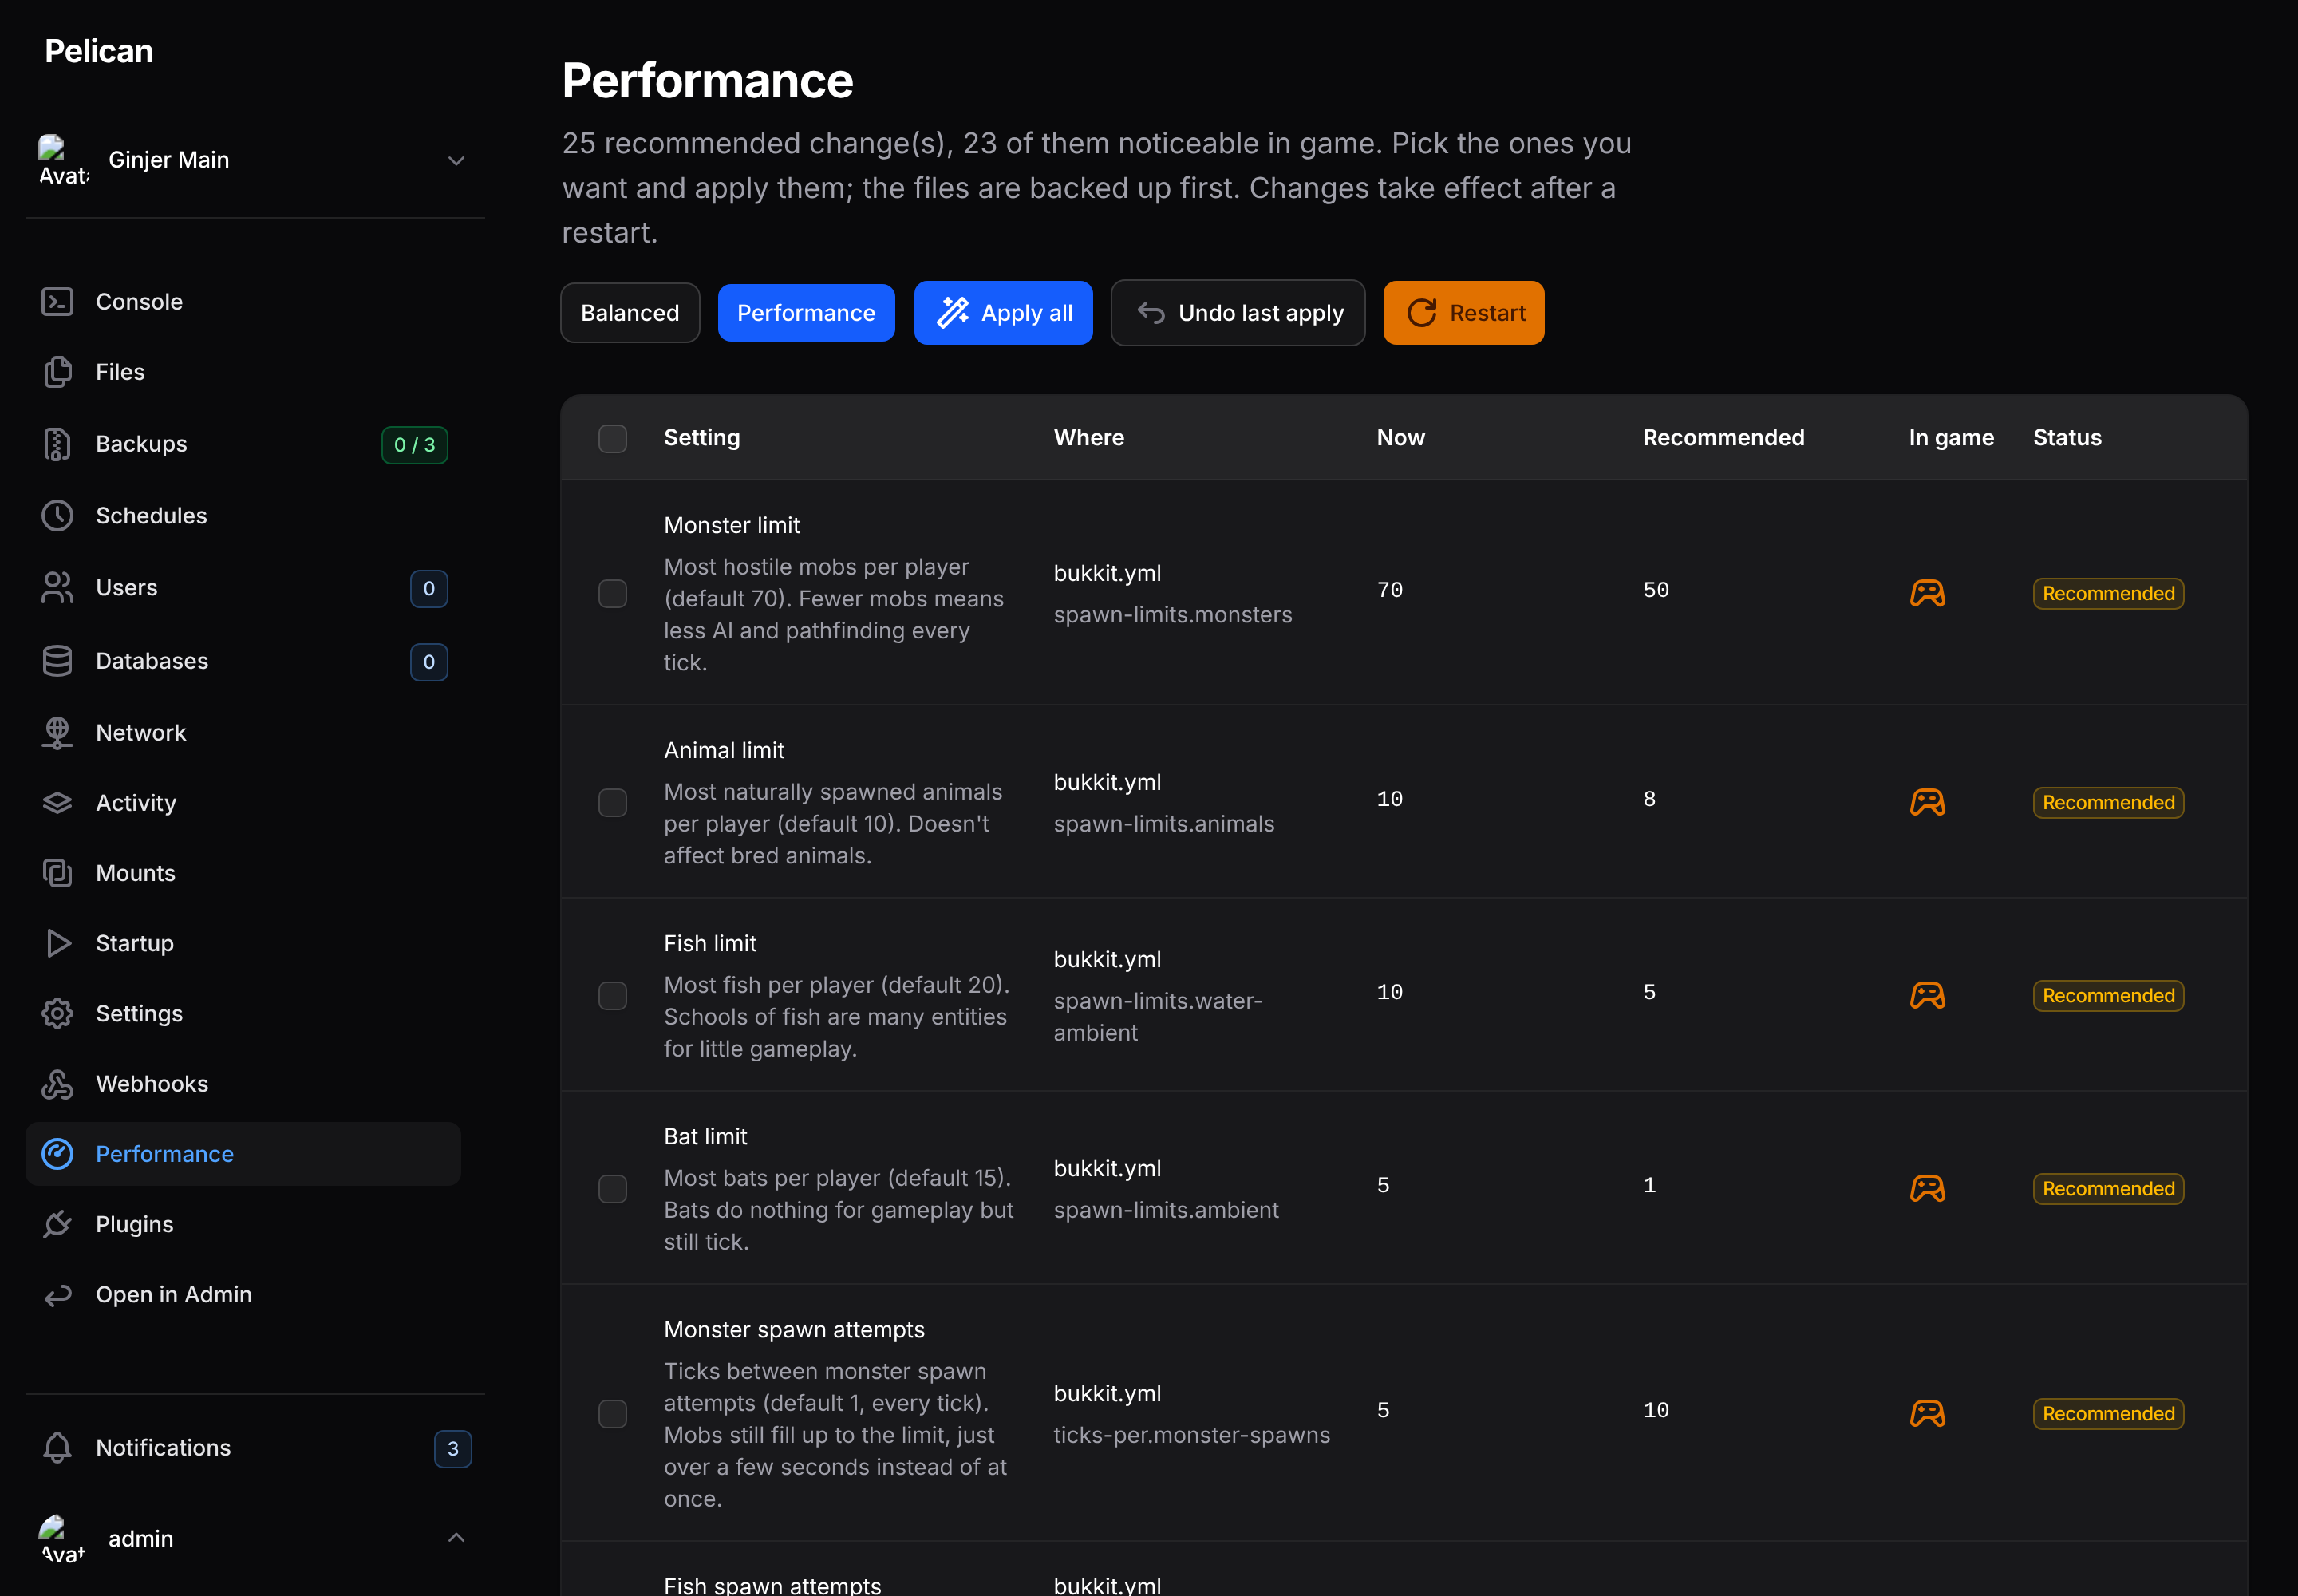 Pelican
Avata
Ginjer Main
Console
Files
Backups
0 / 3
Schedules
Users
0
Databases
0
Network
Activity
Mounts
Startup
Settings
Webhooks
Performance
Plugins
Open in Admin
Notifications
3
Avat
admin
Performance
25 recommended change(s), 23 of them noticeable in game. Pick the ones you
want and apply them; the files are backed up first. Changes take effect after a
restart.
Balanced
Performance
Apply all
Undo last apply
Restart
Setting
Where
Now
Recommended
In game
Status
Monster limit
Most hostile mobs per player
(default 70). Fewer mobs means
less AI and pathfinding every
tick.
bukkit.yml
spawn-limits.monsters
70
50
Recommended
Animal limit
Most naturally spawned animals
per player (default 10). Doesn't
affect bred animals.
bukkit.yml
spawn-limits.animals
10
8
Recommended
Fish limit
Most fish per player (default 20).
Schools of fish are many entities
for little gameplay.
bukkit.yml
spawn-limits.water-
ambient
10
5
Recommended
Bat limit
Most bats per player (default 15).
Bats do nothing for gameplay but
still tick.
bukkit.yml
spawn-limits.ambient
5
1
Recommended
Monster spawn attempts
Ticks between monster spawn
attempts (default 1, every tick).
Mobs still fill up to the limit, just
over a few seconds instead of at
once.
bukkit.yml
ticks-per.monster-spawns
5
10
Recommended
Fish spawn attempts
bukkit.yml